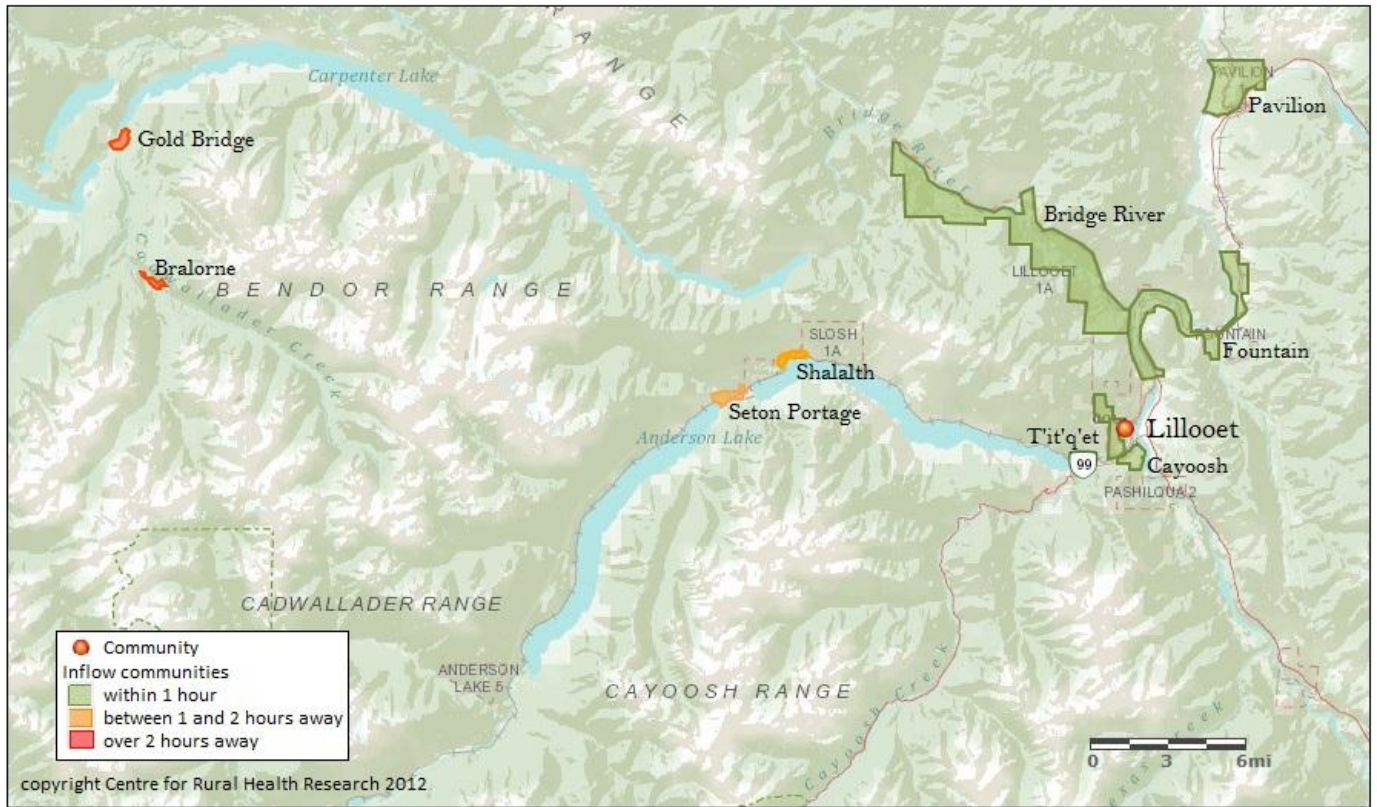 RANGE
PAVILION
Pavilion
Carpenter Lake
Gold Bridge
Bridge River
Bridge River
LILLOOET
1A
Bralorne
BENDOR RANGE
Cadwallader Creek
SLOSH
1A
Shalalth
FOUNTAIN
Fountain
Seton Portage
Anderson Lake
T'it'q'et
Lillooet
99
Cayoosh
PASHILQUA 2
CADWALLADER RANGE
ANDERSON
LAKE 5
CAYOOSH RANGE
Cayoosh Creek
Creek
Community
Inflow communities
within 1 hour
between 1 and 2 hours away
over 2 hours away
0 3 6mi
copyright Centre for Rural Health Research 2012